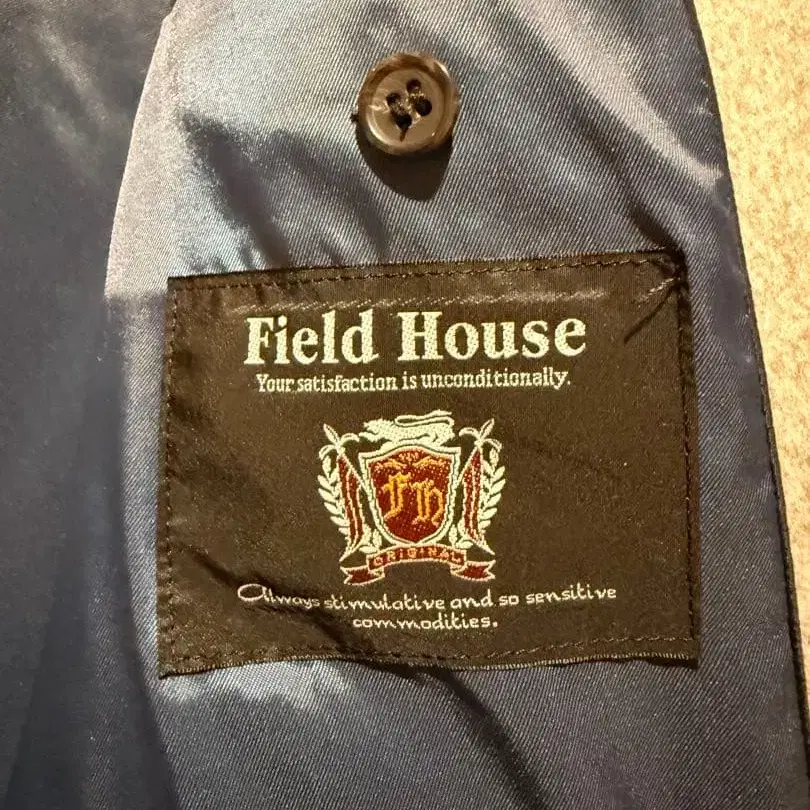 Field House
Your satisfaction is unconditionally.
fh
ORIGINAL
Always stimulative and so sensitive
commodities.